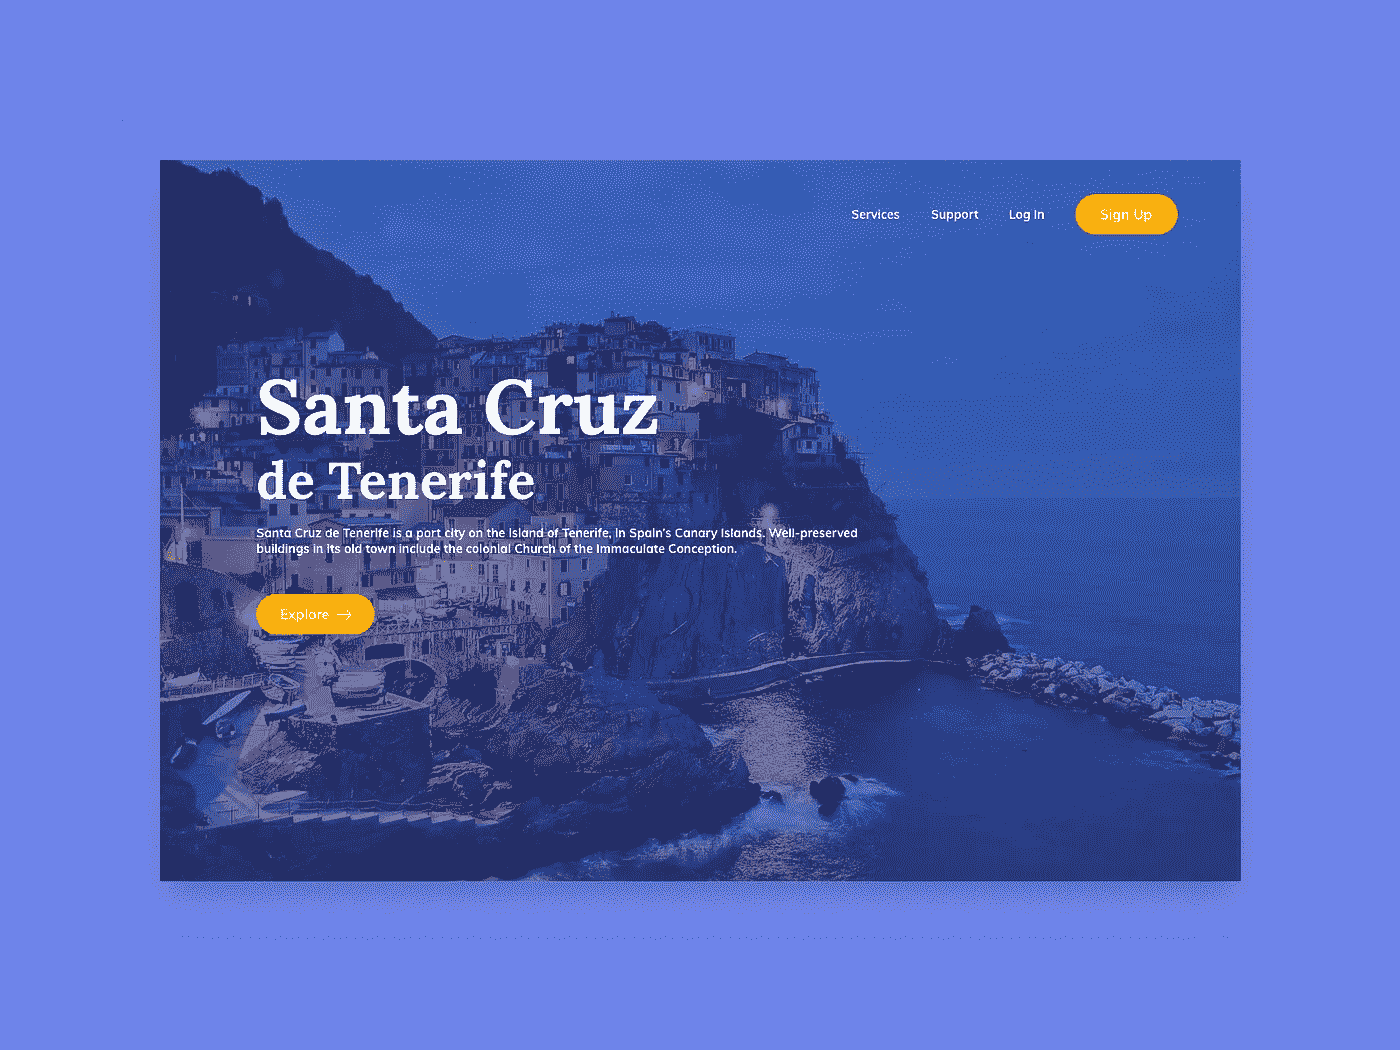 Services Support Log In Sign Up
Santa Cruz
de Tenerife
Santa Cruz de Tenerife is a port city on the island of Tenerife, in Spain's Canary Islands. Well-preserved
buildings in its old town include the colonial Church of the Immaculate Conception.
Explore →